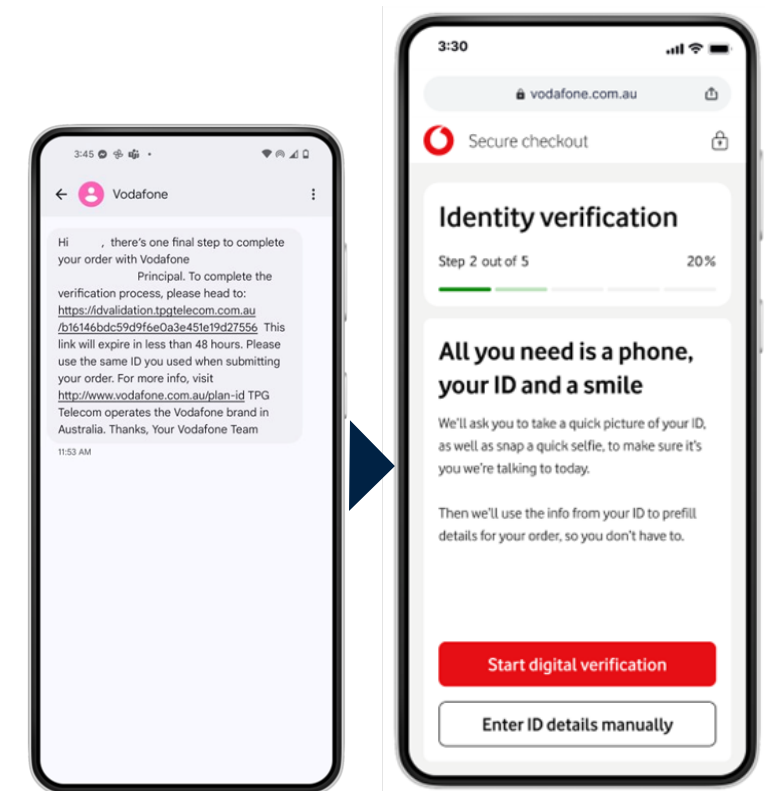 3:45
Vodafone
Hi , there's one final step to complete
your order with Vodafone
Principal. To complete the
verification process, please head to:
https://idvalidation.tpgtelecom.com.au
/b16146bdc59d9f6e0a3e451e19d27556 This
link will expire in less than 48 hours. Please
use the same ID you used when submitting
your order. For more info, visit
http://www.vodafone.com.au/plan-id TPG
Telecom operates the Vodafone brand in
Australia. Thanks, Your Vodafone Team
11:53 AM
3:30
vodafone.com.au
Secure checkout
Identity verification
Step 2 out of 5 20%
All you need is a phone,
your ID and a smile
We'll ask you to take a quick picture of your ID,
as well as snap a quick selfie, to make sure it's
you we're talking to today.
Then we'll use the info from your ID to prefill
details for your order, so you don't have to.
Start digital verification
Enter ID details manually